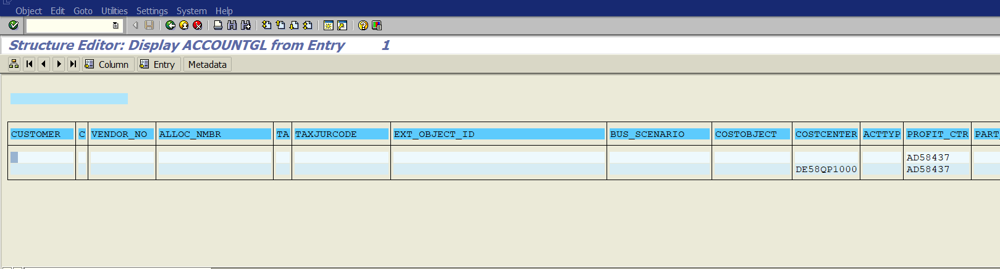 Object Edit Goto Utilities Settings System Help
Structure Editor: Display ACCOUNTGL from Entry 1
Column Entry Metadata
CUSTOMER C VENDOR_NO ALLOC_NMBR TA TAXJURCODE EXT_OBJECT_ID BUS_SCENARIO COSTOBJECT COSTCENTER ACTTYP PROFIT_CTR PART_
AD58437
DE58QP1000 AD58437